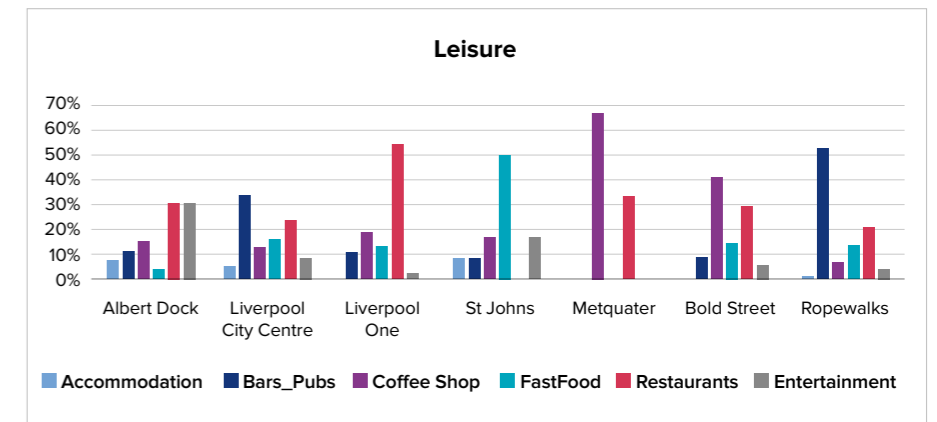 Leisure
70%
60%
50%
40%
30%
20%
10%
0%
Albert Dock
Liverpool
City Centre
Liverpool
One
St Johns
Metquater
Bold Street
Ropewalks
Accommodation
Bars_Pubs
Coffee Shop
FastFood
Restaurants
Entertainment